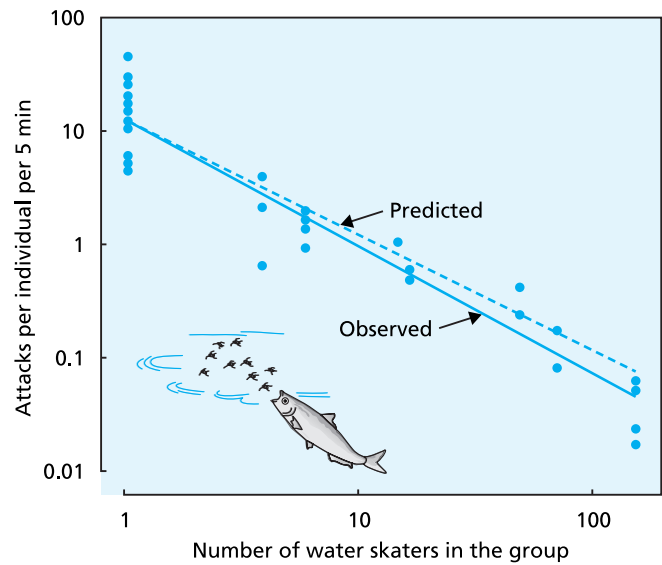 100
10
1
0.1
0.01
Attacks per individual per 5 min
Predicted
Observed
1
10
100
Number of water skaters in the group